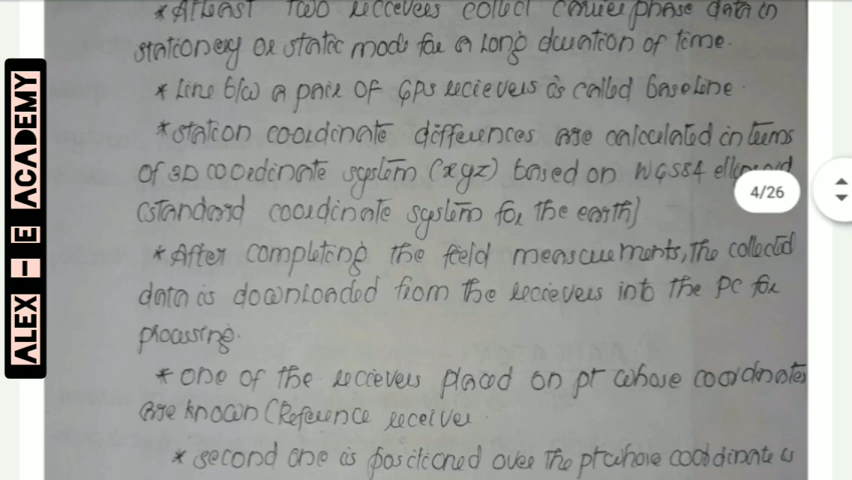 * Atleast two recievers collect carrier phase data in
stationery or static mode for a long duration of time.
* Line b/w a pair of GPS recievers is called baseline.
* station coordinate differences are calculated in terms
of 3D coordinate system (xyz) based on WGS84
(standard coordinate system for the earth)
* After completing the field measurements, the collected
data is downloaded from the recievers into the PC for
processing.
* one of the recievers placed on pt whose coordinates
are known (Reference receiver
* second one is positioned over the pt whose coordinate is
4/26
ALEX - E ACADEMY